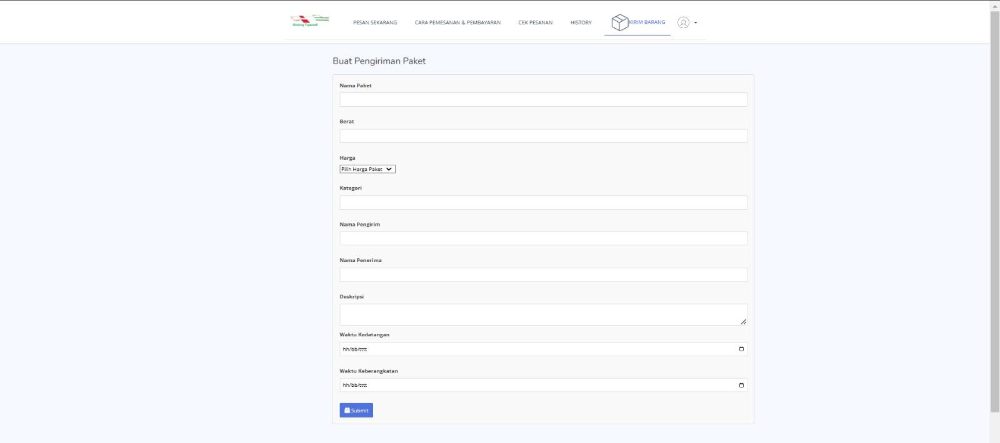 PESAN SEKARANG CARA PEMESANAN & PEMBAYARAN CEK PESANAN HISTORY KIRIM BARANG
Buat Pengiriman Paket
Nama Paket
Berat
Harga
Pilih Harga Paket
Kategori
Nama Pengirim
Nama Penerima
Deskripsi
Waktu Kedatangan
hh/bb/tttt
Waktu Keberangkatan
hh/bb/tttt
Submit